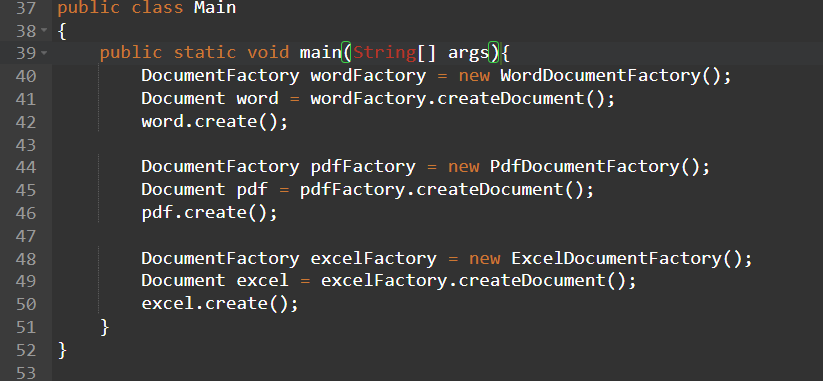 37 public class Main
38 {
39 public static void main(String[] args){
40 DocumentFactory wordFactory = new WordDocumentFactory();
41 Document word = wordFactory.createDocument();
42 word.create();
43
44 DocumentFactory pdfFactory = new PdfDocumentFactory();
45 Document pdf = pdfFactory.createDocument();
46 pdf.create();
47
48 DocumentFactory excelFactory = new ExcelDocumentFactory();
49 Document excel = excelFactory.createDocument();
50 excel.create();
51 }
52 }
53